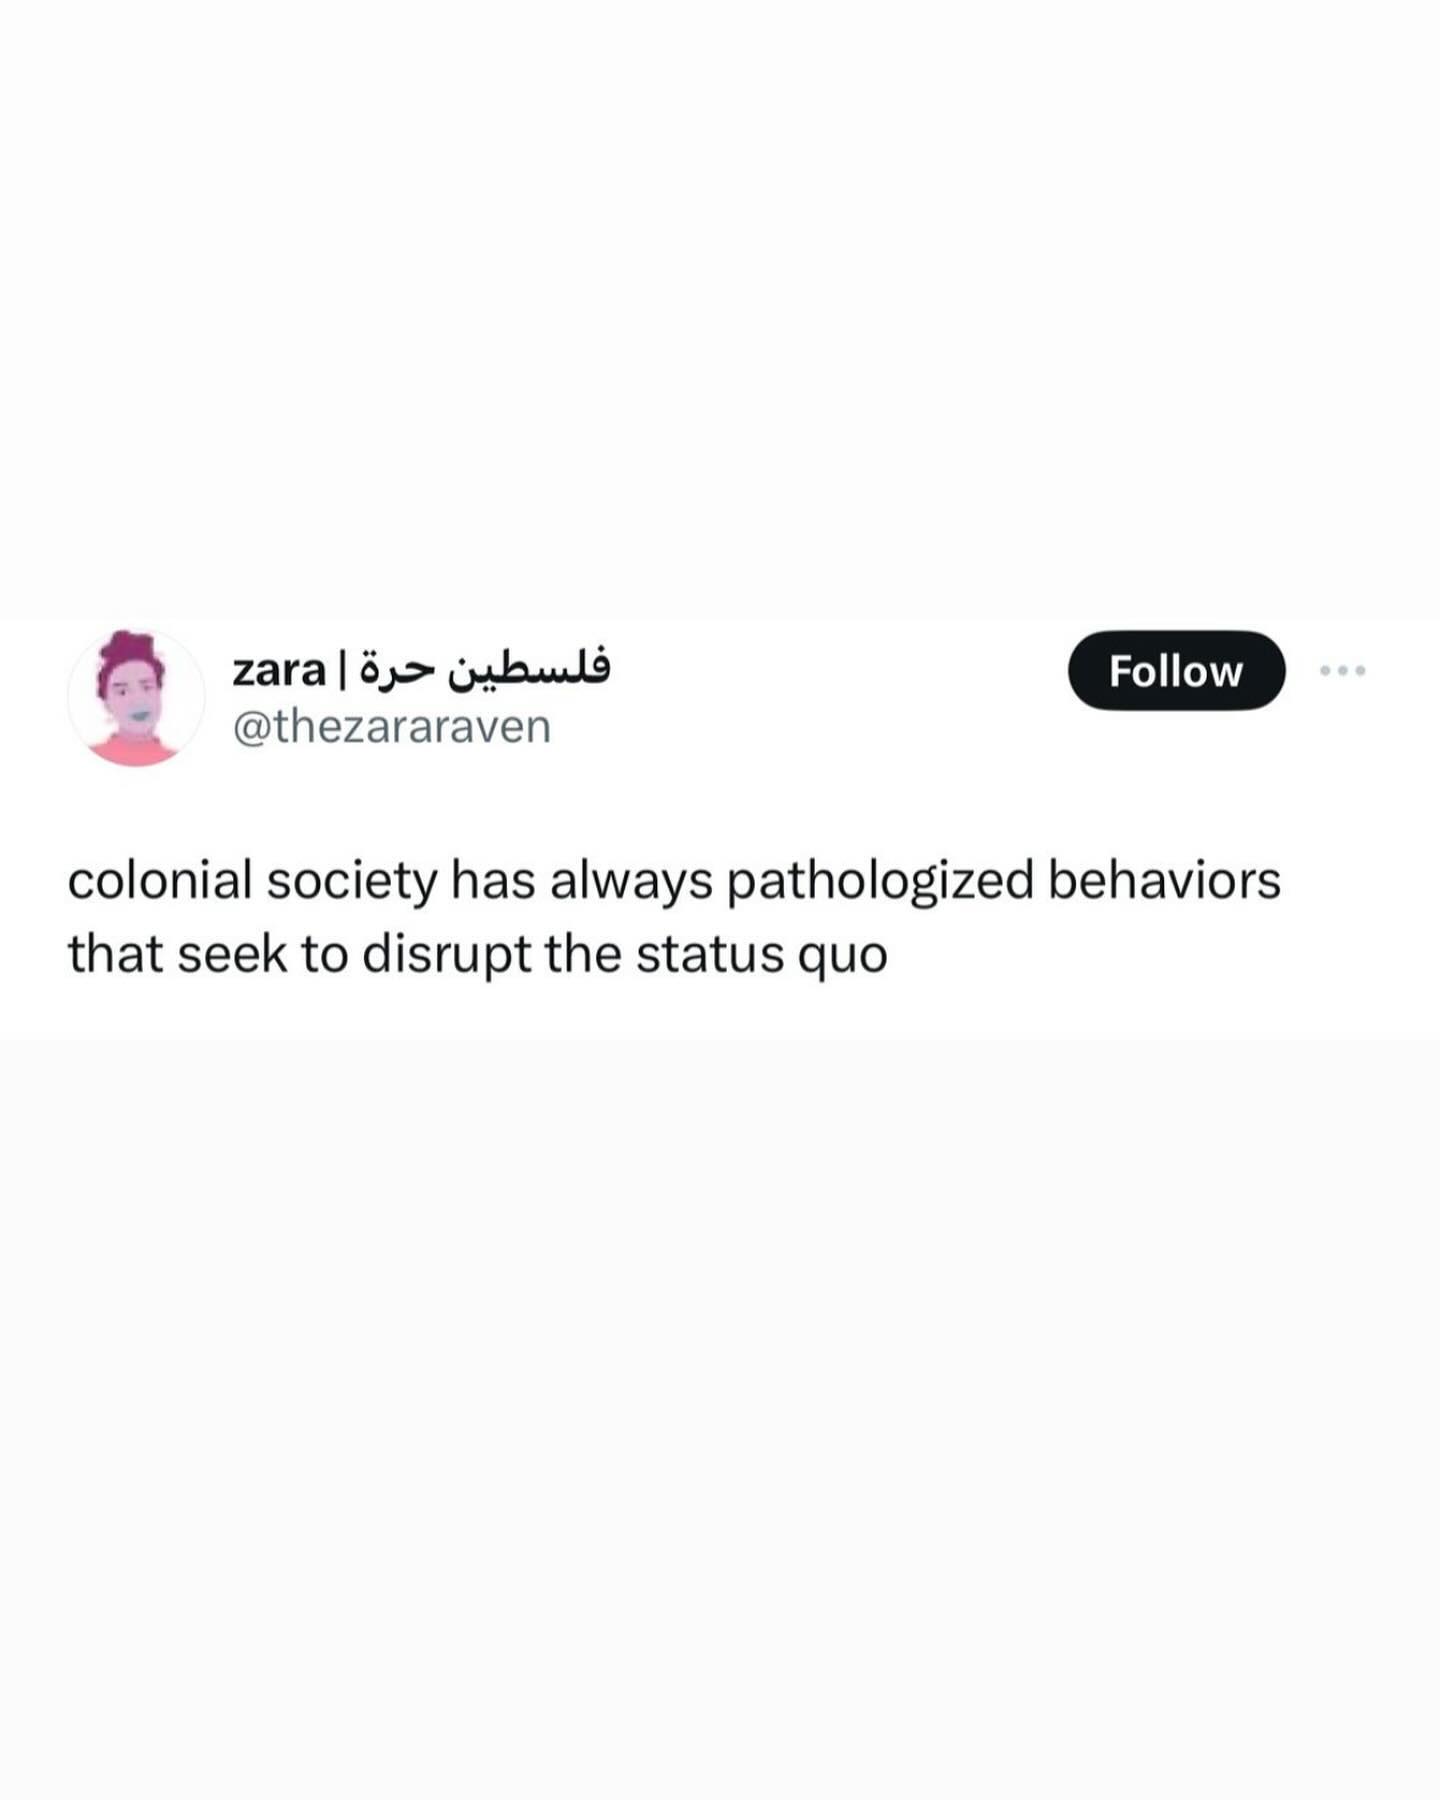 zara | فلسطين حرة
Follow
@thezararaven
colonial society has always pathologized behaviors
that seek to disrupt the status quo